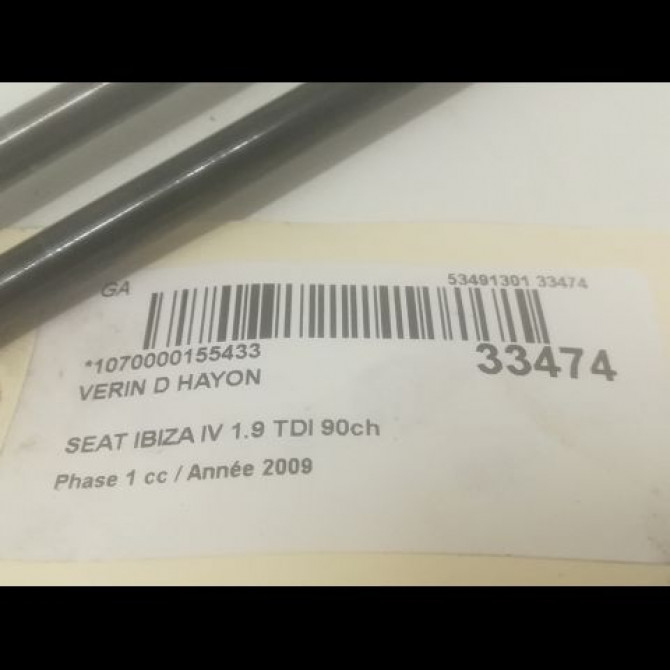 GA
53491301 33474
*1070000155433
33474
VERIN D HAYON
SEAT IBIZA IV 1.9 TDI 90ch
Phase 1 cc / Année 2009